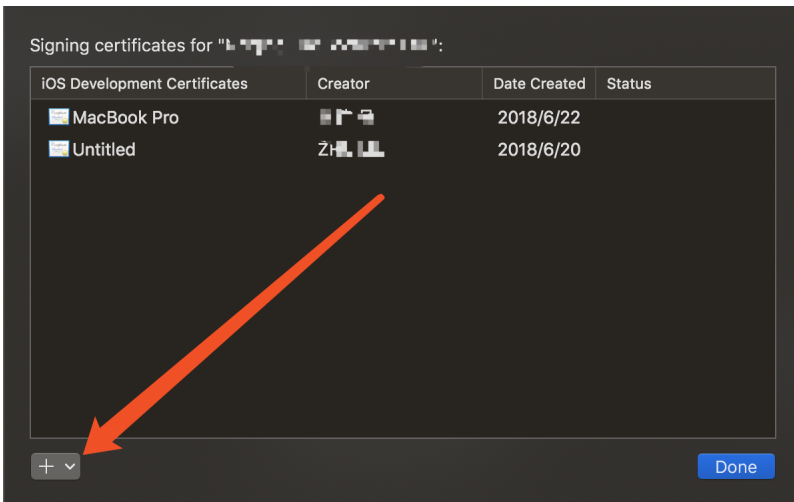 Signing certificates for "
iOS Development Certificates Creator Date Created Status
MacBook Pro 2018/6/22
Untitled 2018/6/20
+
Done